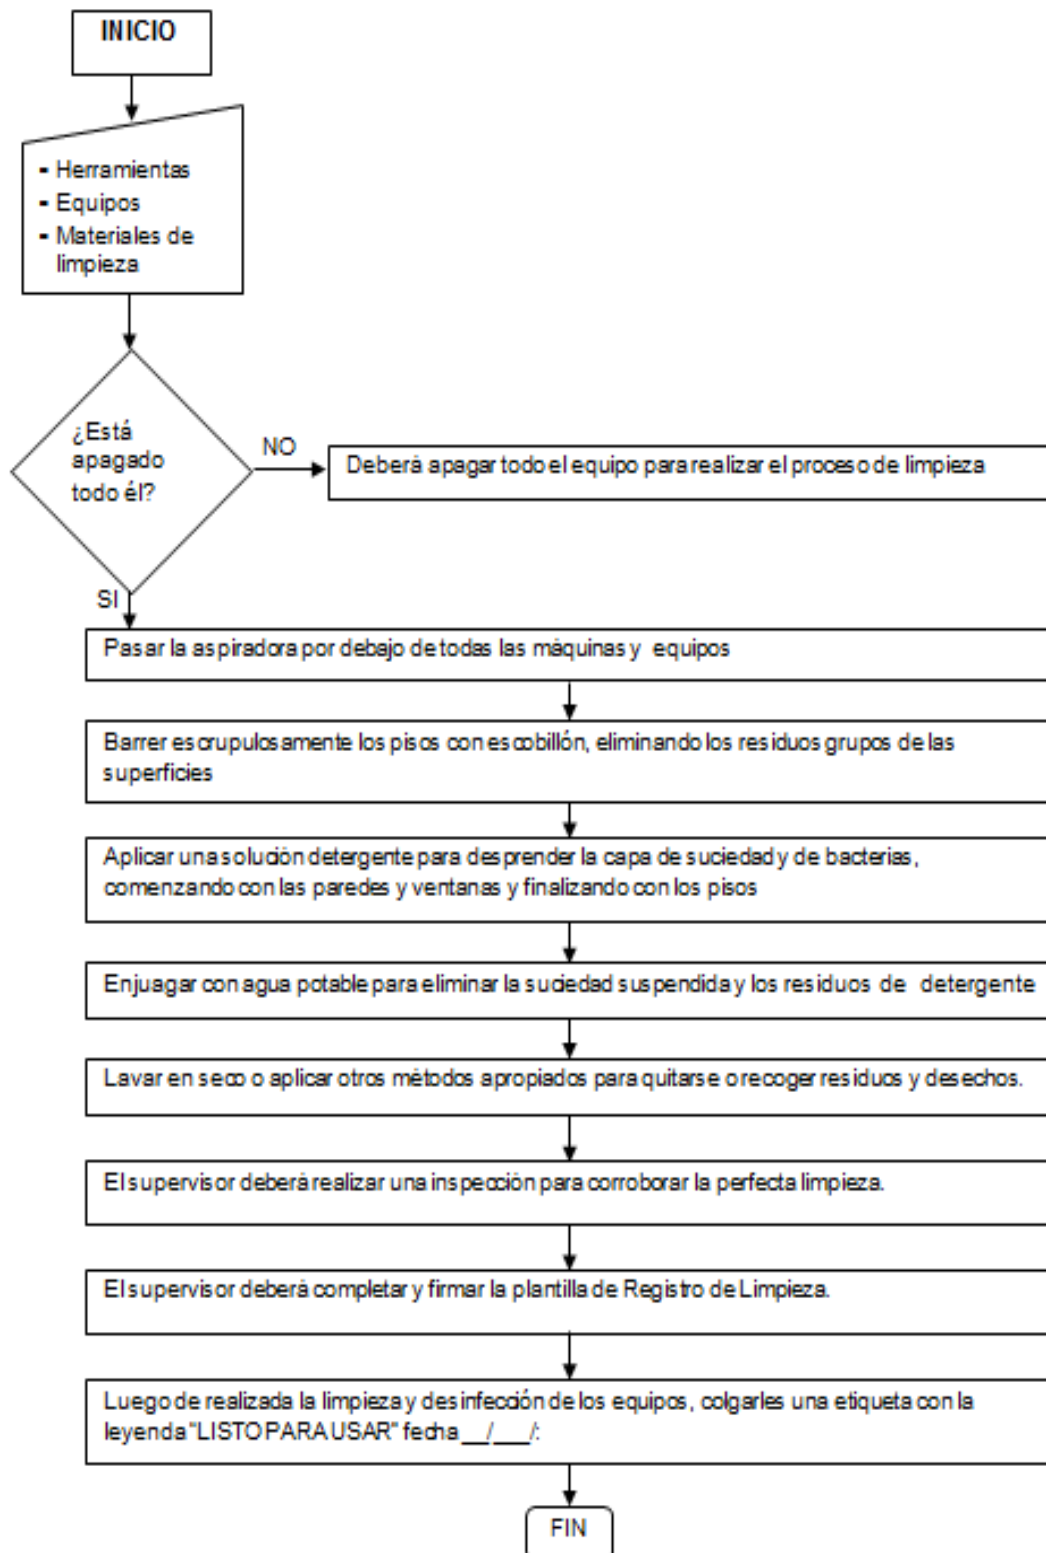 INICIO
- Herramientas
- Equipos
- Materiales de
limpieza
¿Está
apagado
todo él?
NO
Deberá apagar todo el equipo para realizar el proceso de limpieza
SI
Pasar la aspiradora por debajo de todas las máquinas y equipos
Barrer escrupulosamente los pisos con escobillón, eliminando los residuos grupos de las
superficies
Aplicar una solución detergente para desprender la capa de suciedad y de bacterias,
comenzando con las paredes y ventanas y finalizando con los pisos
Enjuagar con agua potable para eliminar la suciedad suspendida y los residuos de detergente
Lavar en seco o aplicar otros métodos apropiados para quitarse o recoger residuos y desechos.
El supervisor deberá realizar una inspección para corroborar la perfecta limpieza.
El supervisor deberá completar y firmar la plantilla de Registro de Limpieza.
Luego de realizada la limpieza y desinfección de los equipos, colgarles una etiqueta con la
leyenda "LISTO PARA USAR" fecha __/___/:
FIN